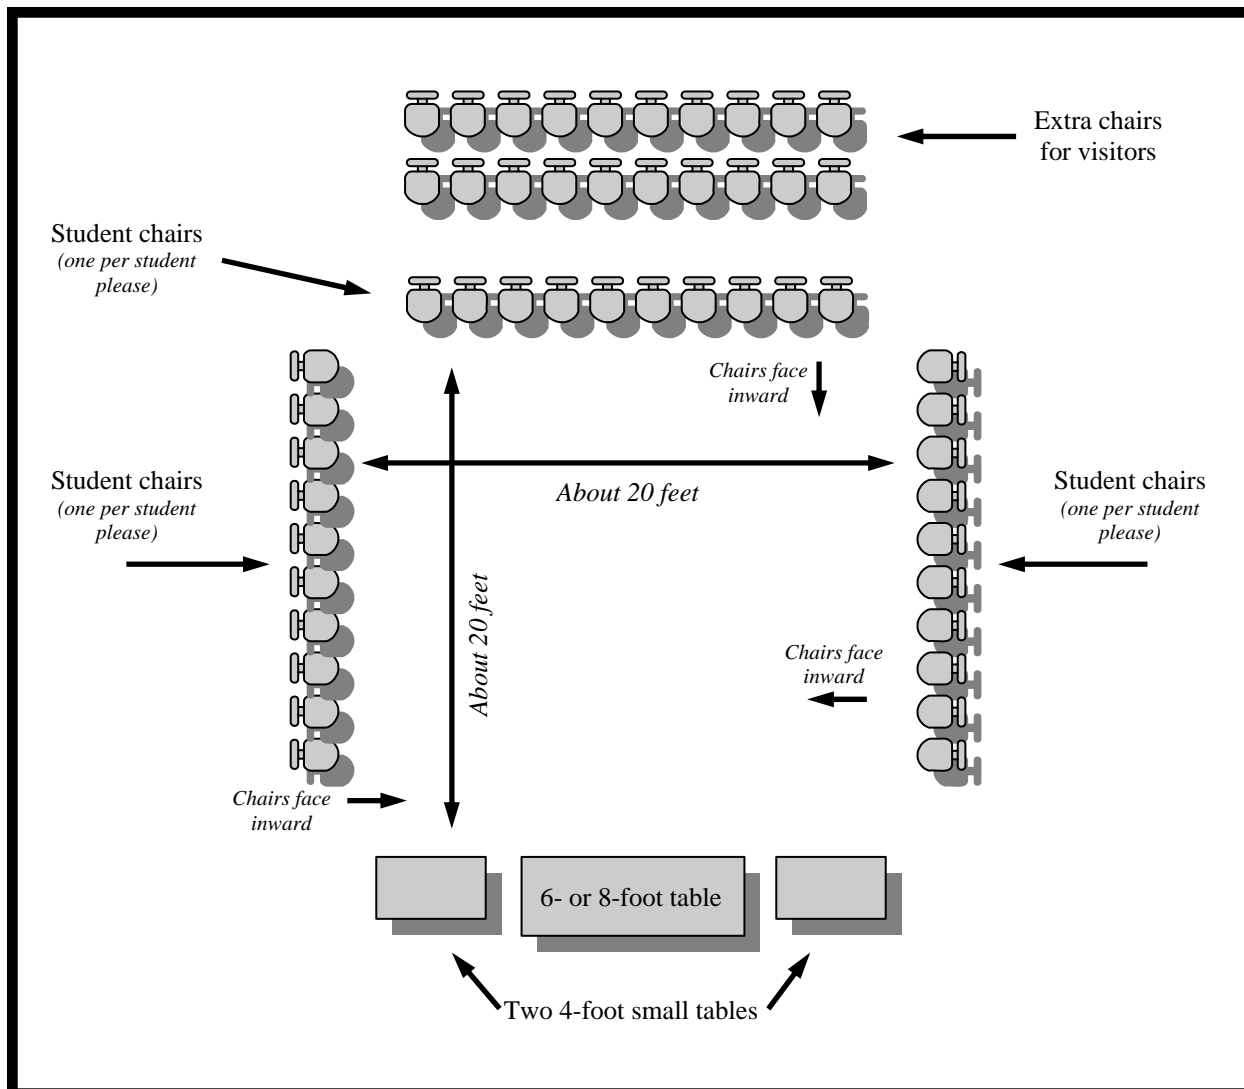 Extra chairs
for visitors
Student chairs
(one per student
please)
Chairs face
inward
Student chairs
(one per student
please)
About 20 feet
Student chairs
(one per student
please)
About 20 feet
Chairs face
inward
Chairs face
inward
6- or 8-foot table
Two 4-foot small tables